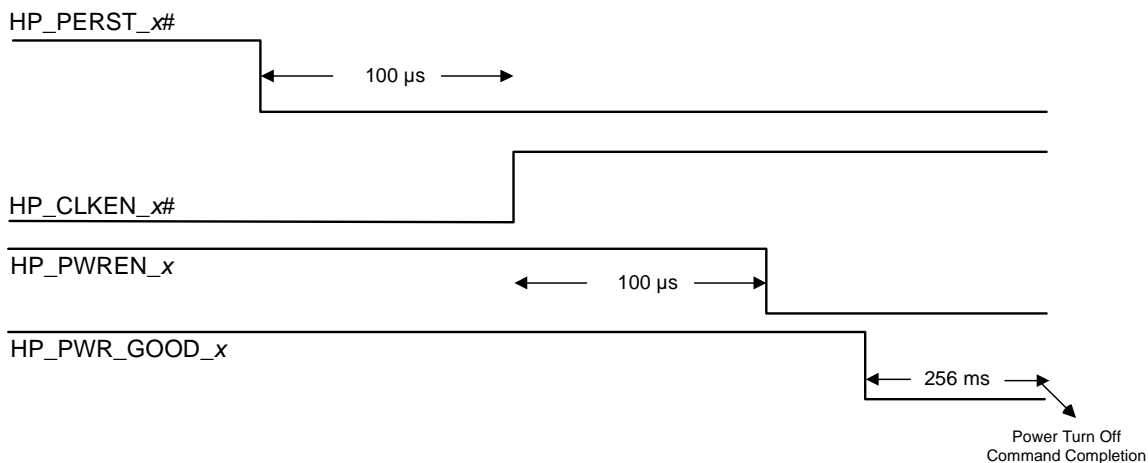 HP_PERST_x#
100 µs
HP_CLKEN_x#
HP_PWREN_x
100 µs
HP_PWR_GOOD_x
256 ms
Power Turn Off
Command Completion